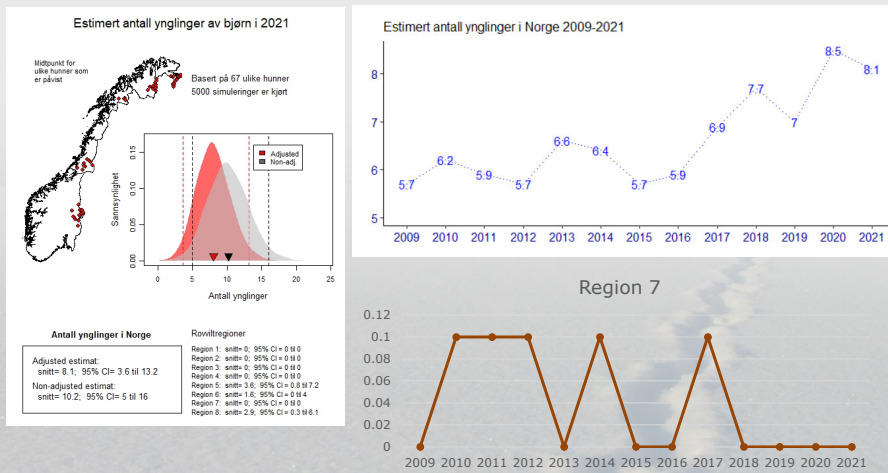 Estimert antall ynglinger av bjørn i 2021
Midtpunkt for
ulike hunner som
er påvist
Basert på 67 ulike hunner
5000 simuleringer er kjørt
Adjusted
Non-adj.
Sannsynlighet
0.15
0.10
0.05
0.00
0 5 10 15 20 25
Antall ynglinger
Antall ynglinger i Norge
Adjusted estimat:
snitt= 8.1; 95% CI= 3.6 til 13.2
Non-adjusted estimat:
snitt= 10.2; 95% CI= 5 til 16
Rovviltregioner
Region 1: snitt= 0; 95% CI = 0 til 0
Region 2: snitt= 0; 95% CI = 0 til 0
Region 3: snitt= 0; 95% CI = 0 til 0
Region 4: snitt= 0; 95% CI = 0 til 0
Region 5: snitt= 3.6; 95% CI = 0.8 til 7.2
Region 6: snitt= 1.6; 95% CI = 0 til 4
Region 7: snitt= 0; 95% CI = 0 til 0
Region 8: snitt= 2.9; 95% CI = 0.3 til 6.1
Estimert antall ynglinger i Norge 2009-2021
8
7
6
5
5.7 6.2 5.9 5.7 6.6 6.4 5.7 5.9 6.9 7.7 7 8.5 8.1
2009 2010 2011 2012 2013 2014 2015 2016 2017 2018 2019 2020 2021
Region 7
0.12
0.1
0.08
0.06
0.04
0.02
0
2009 2010 2011 2012 2013 2014 2015 2016 2017 2018 2019 2020 2021